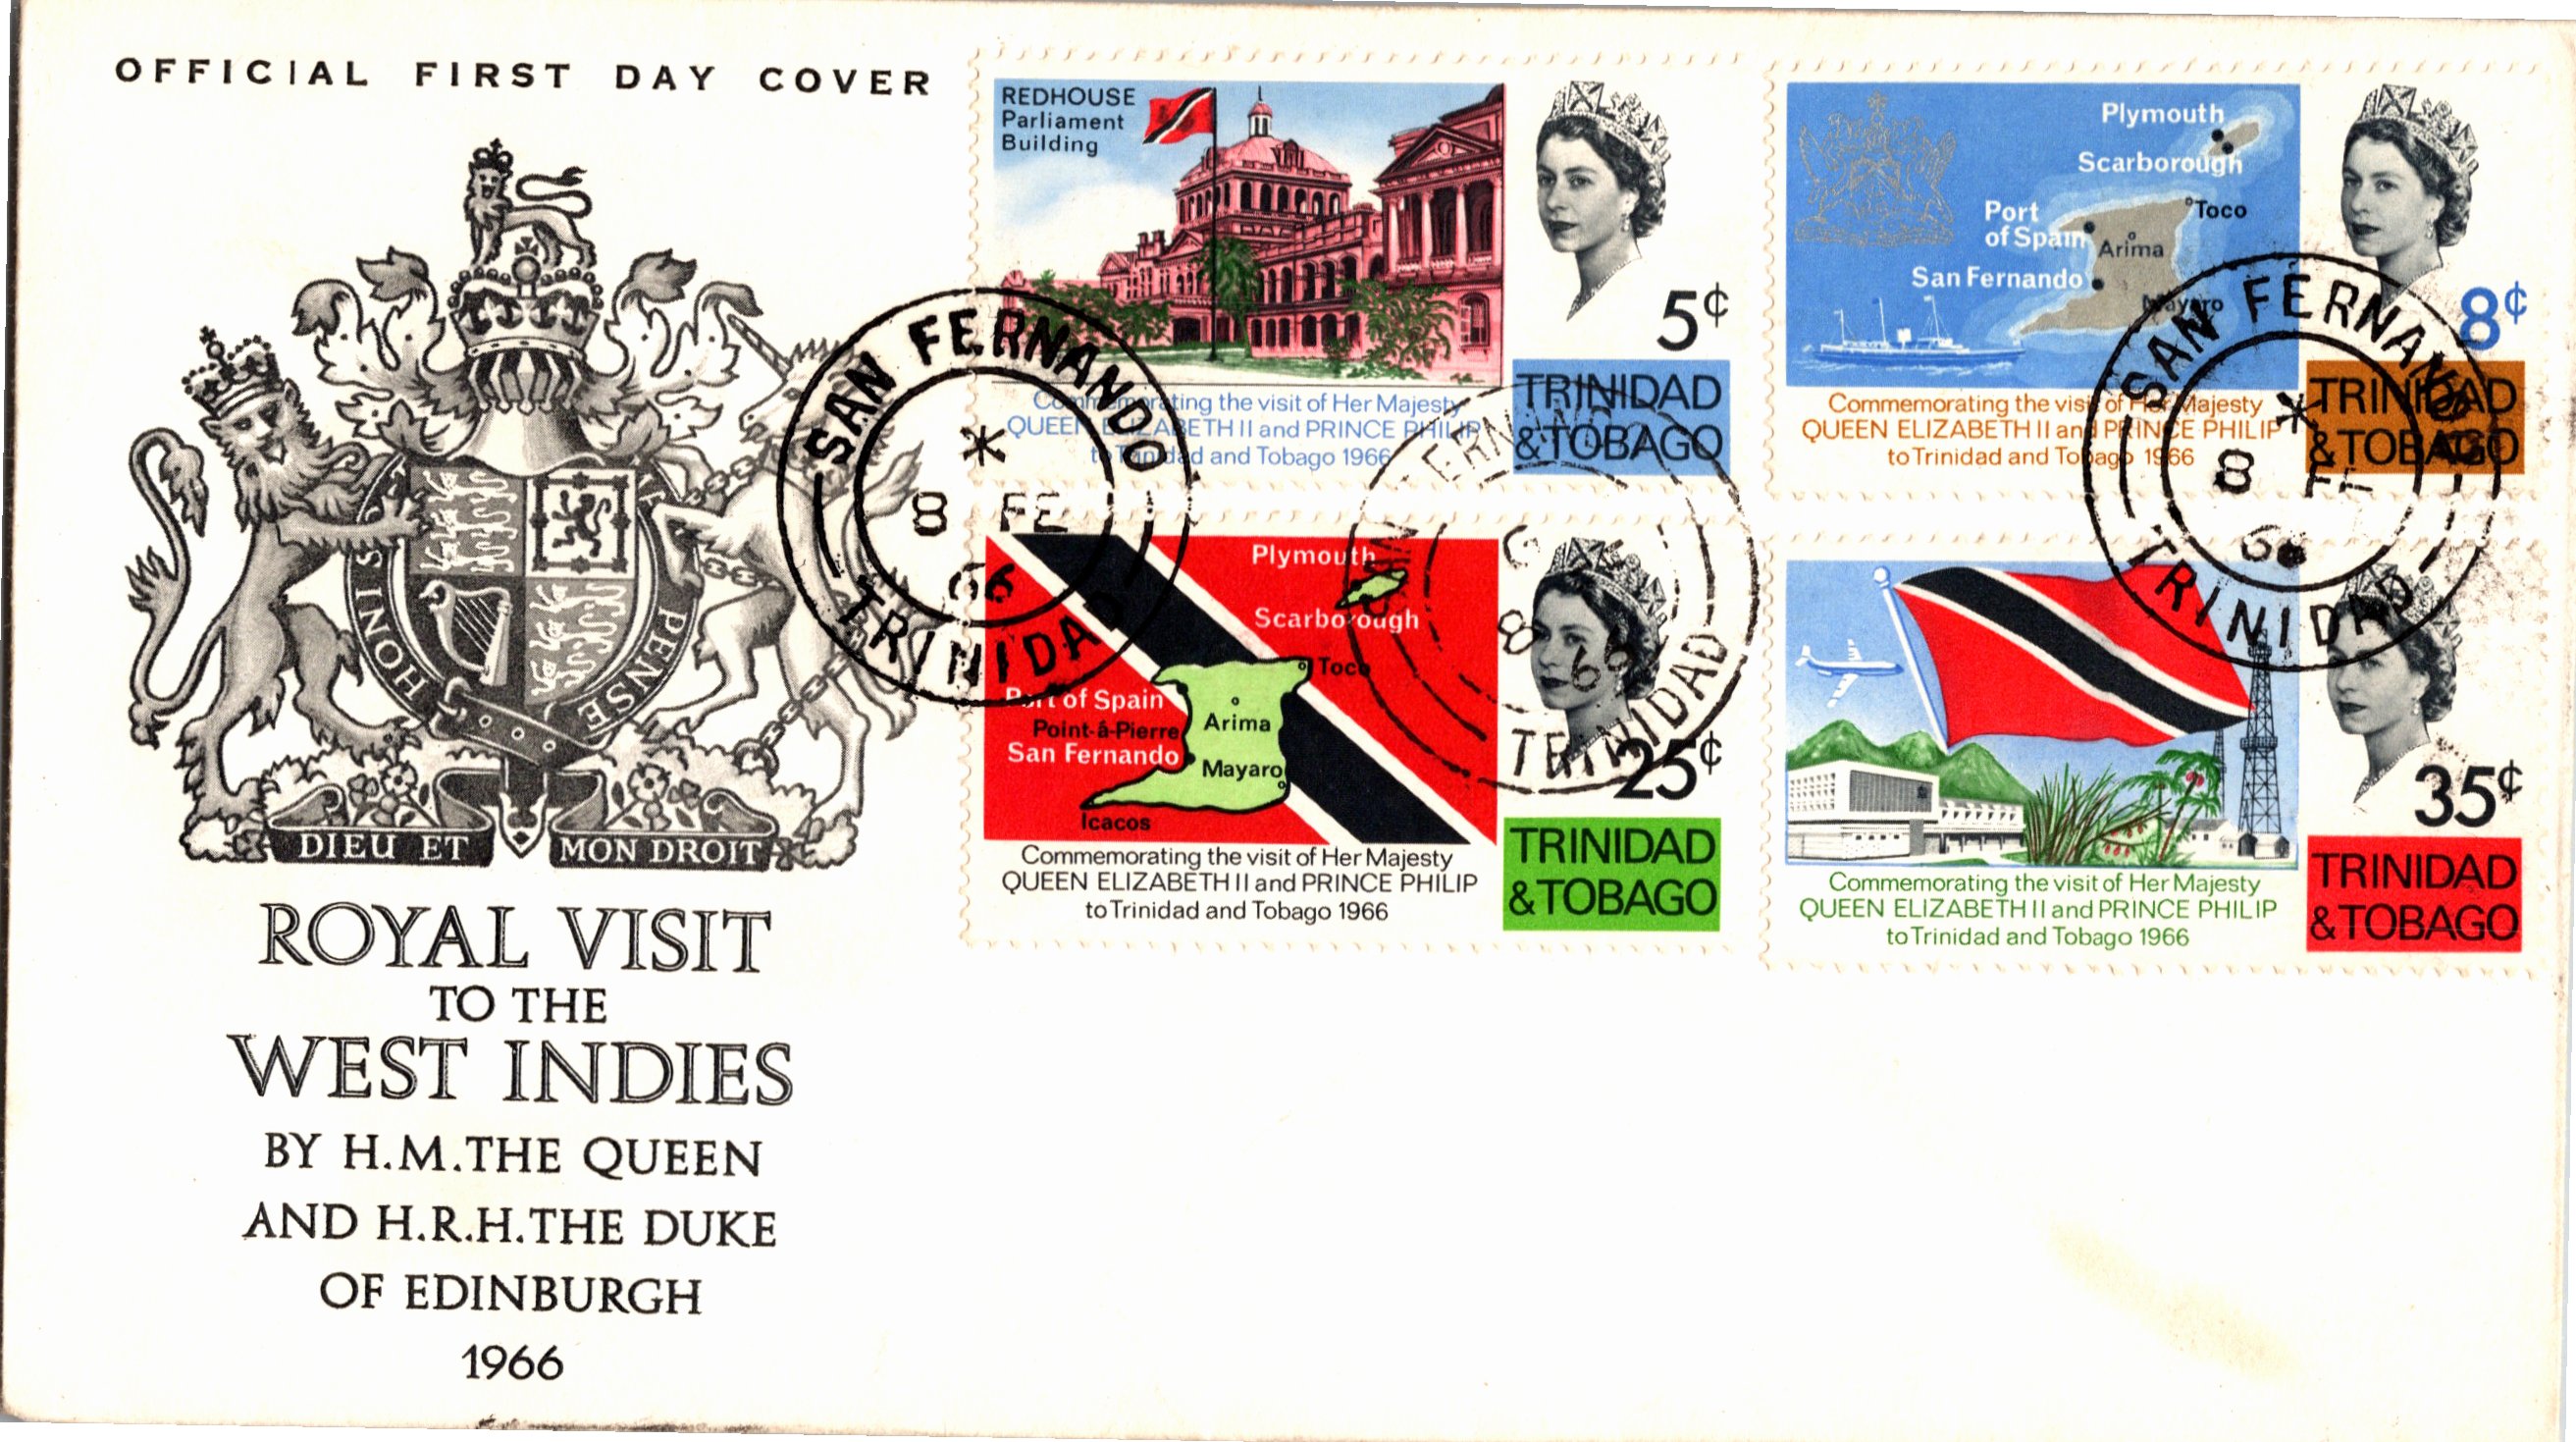 OFFICIAL FIRST DAY COVER
HONI S
PENSE
DIEU ET MON DROIT
ROYAL VISIT
TO THE
WEST INDIES
BY H.M.THE QUEEN
AND H.R.H.THE DUKE
OF EDINBURGH
1966
REDHOUSE
Parliament
Building
5¢
TRINIDAD
&TOBAGO
Commemorating the visit of Her Majesty
QUEEN ELIZABETH II and PRINCE PHILIP
to Trinidad and Tobago 1966
Plymouth
Scarborough
Toco
Port
of Spain
Arima
San Fernando
Mayaro
8¢
TRINIDAD
&TOBAGO
Commemorating the visit of Her Majesty
QUEEN ELIZABETH II and PRINCE PHILIP
to Trinidad and Tobago 1966
Plymouth
Scarborough
Toco
Port of Spain
Arima
Point-à-Pierre
San Fernando
Mayaro
Icacos
25¢
TRINIDAD
&TOBAGO
Commemorating the visit of Her Majesty
QUEEN ELIZABETH II and PRINCE PHILIP
to Trinidad and Tobago 1966
35¢
TRINIDAD
&TOBAGO
Commemorating the visit of Her Majesty
QUEEN ELIZABETH II and PRINCE PHILIP
to Trinidad and Tobago 1966
SAN FERNANDO
*
8 FE
66
TRINIDAD
ERNAND
8 66
TRINIDAD
SAN FERNANDO
*
8 FE
66
TRINIDAD